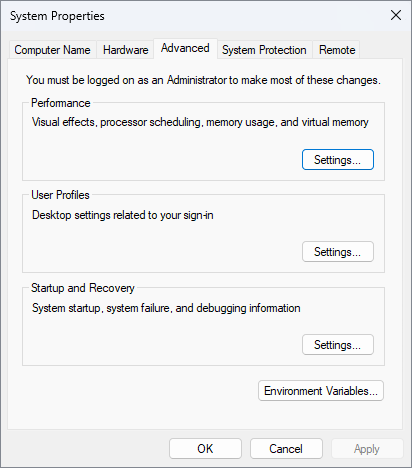 System Properties
Computer Name Hardware Advanced System Protection Remote
You must be logged on as an Administrator to make most of these changes.
Performance
Visual effects, processor scheduling, memory usage, and virtual memory
Settings...
User Profiles
Desktop settings related to your sign-in
Settings...
Startup and Recovery
System startup, system failure, and debugging information
Settings...
Environment Variables...
OK Cancel Apply